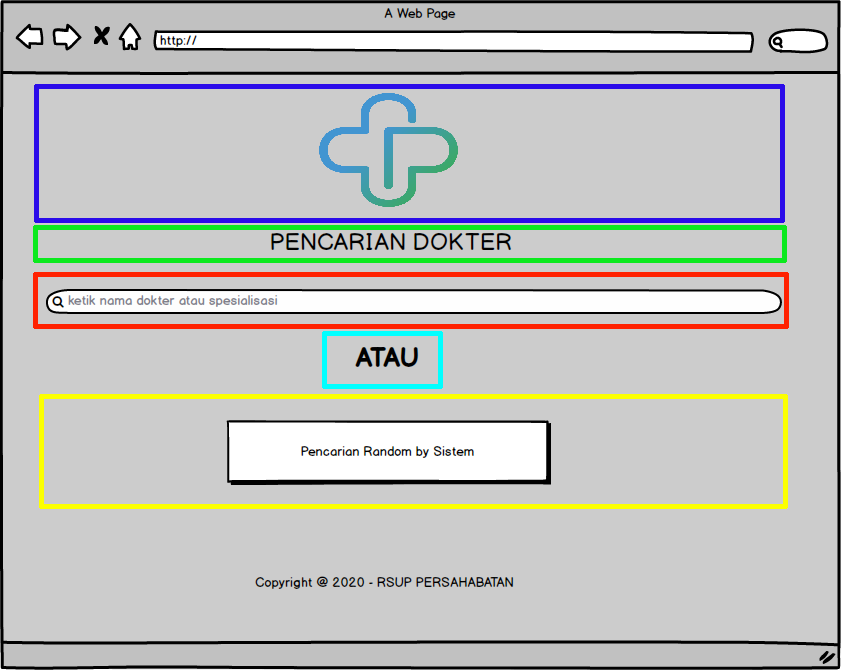 A Web Page
http://
PENCARIAN DOKTER
ketik nama dokter atau spesialisasi
ATAU
Pencarian Random by Sistem
Copyright @ 2020 - RSUP PERSAHABATAN